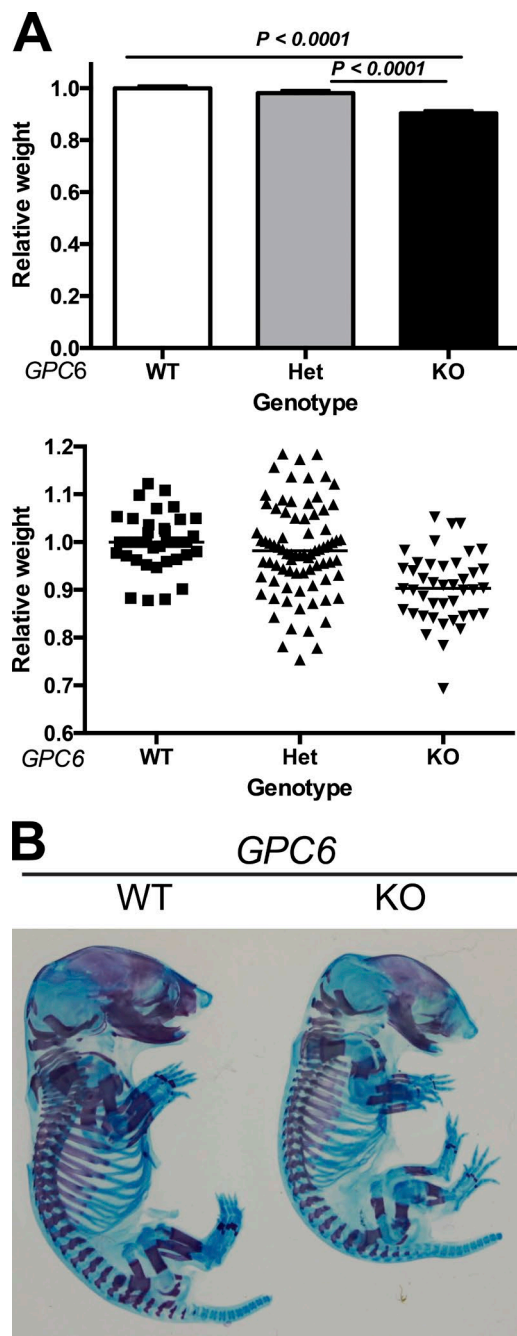 A
P < 0.0001
P < 0.0001
Relative weight
1.0
0.8
0.6
0.4
0.2
0.0
GPC6
WT
Het
KO
Genotype
Relative weight
1.2
1.1
1.0
0.9
0.8
0.7
0.6
GPC6
WT
Het
KO
Genotype
B
GPC6
WT
KO